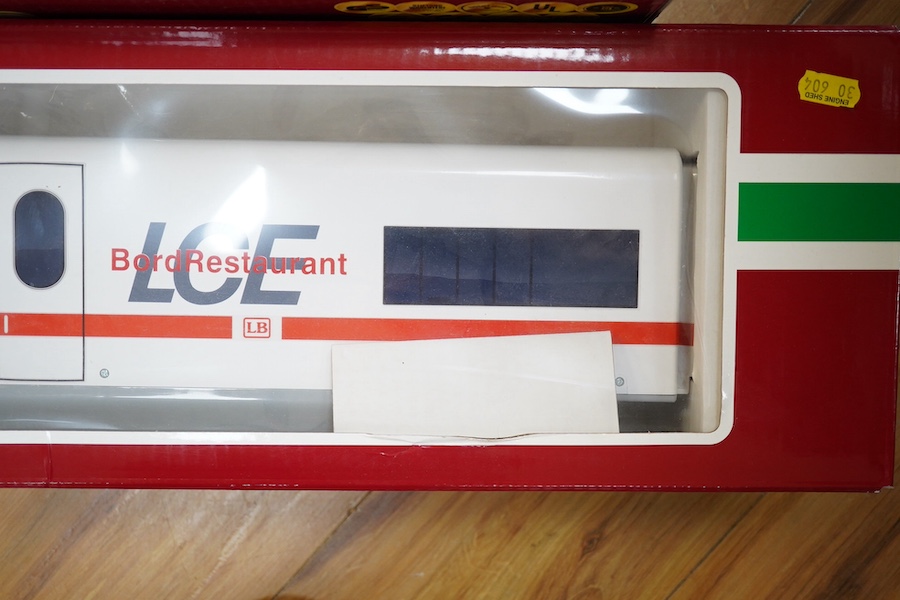 ENGINE SHED
30 604
LCE
BordRestaurant
LB